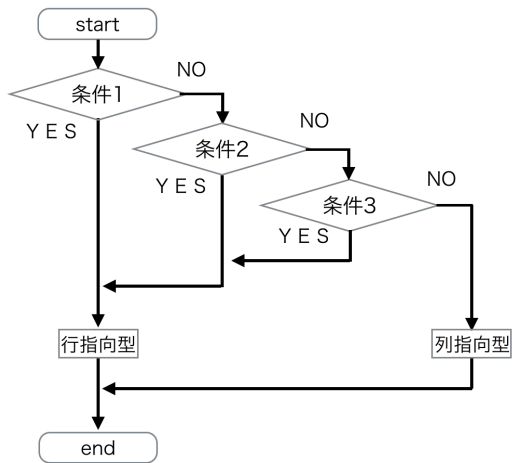 start
NO
条件1
YES
NO
条件2
YES
NO
条件3
YES
行指向型
列指向型
end